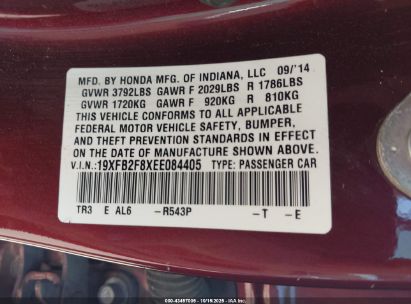 MFD. BY HONDA MFG. OF INDIANA, LLC 09/'14
GVWR 3792LBS GAWR F 2029LBS R 1786LBS
GVWR 1720KG GAWR F 920KG R 810KG
THIS VEHICLE CONFORMS TO ALL APPLICABLE
FEDERAL MOTOR VEHICLE SAFETY, BUMPER,
AND THEFT PREVENTION STANDARDS IN EFFECT
ON THE DATE OF MANUFACTURE SHOWN ABOVE.
V.I.N.:19XFB2F8XEE084405 TYPE: PASSENGER CAR
TR3 E AL6 -R543P -T -E